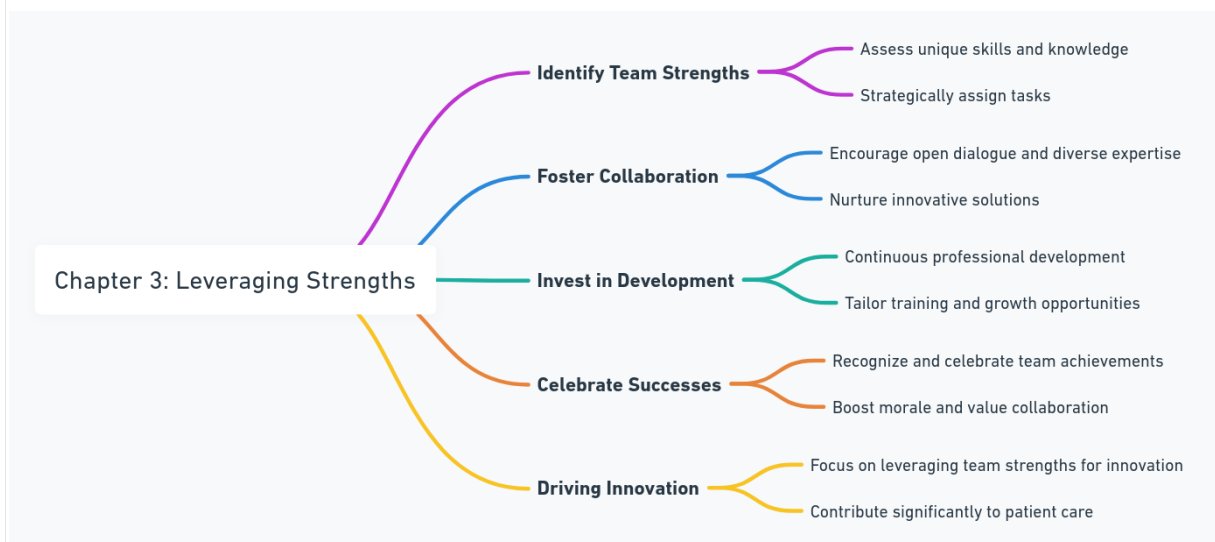 Chapter 3: Leveraging Strengths
Identify Team Strengths
Assess unique skills and knowledge
Strategically assign tasks
Foster Collaboration
Encourage open dialogue and diverse expertise
Nurture innovative solutions
Invest in Development
Continuous professional development
Tailor training and growth opportunities
Celebrate Successes
Recognize and celebrate team achievements
Boost morale and value collaboration
Driving Innovation
Focus on leveraging team strengths for innovation
Contribute significantly to patient care